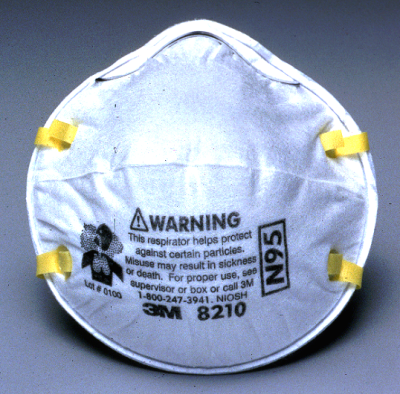 ⚠WARNING
This respirator helps protect
against certain particles.
Misuse may result in sickness
or death. For proper use, see
supervisor or box or call 3M
1-800-247-3941. NIOSH
3M 8210
N95
Lot # 0100